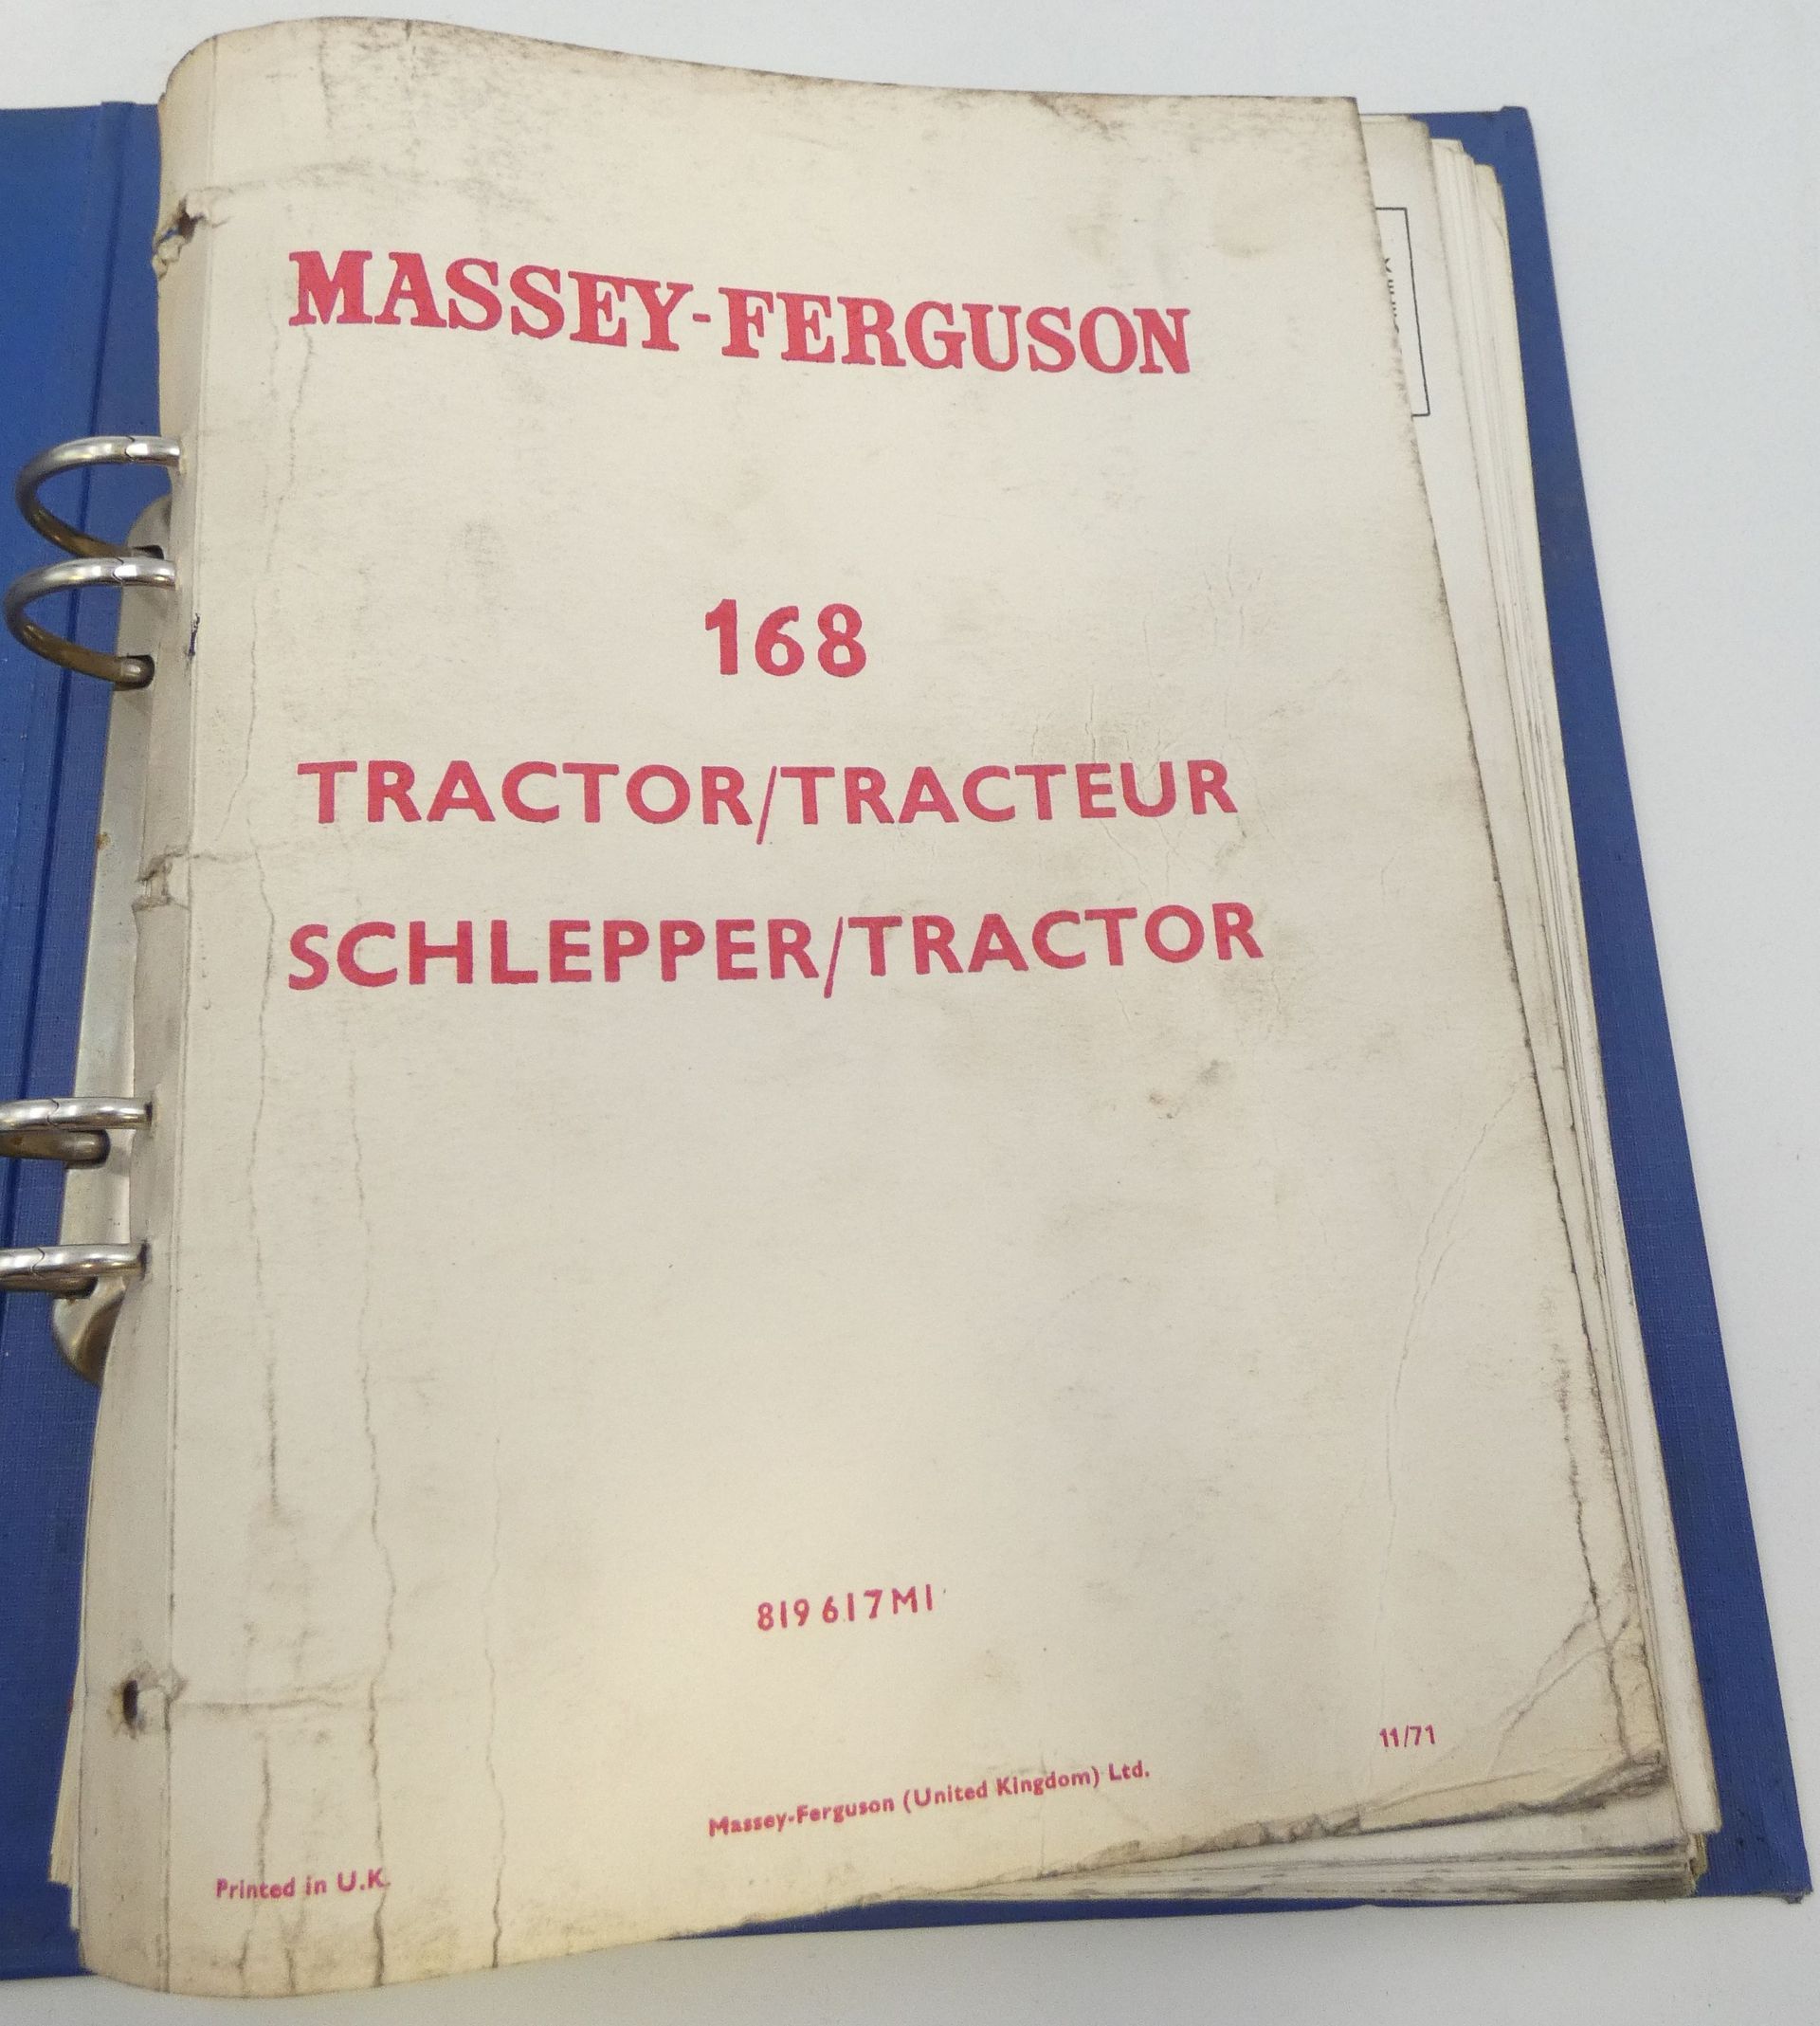 MASSEY-FERGUSON
168
TRACTOR/TRACTEUR
SCHLEPPER/TRACTOR
819 617 M1
11/71
Massey-Ferguson (United Kingdom) Ltd.
Printed in U.K.